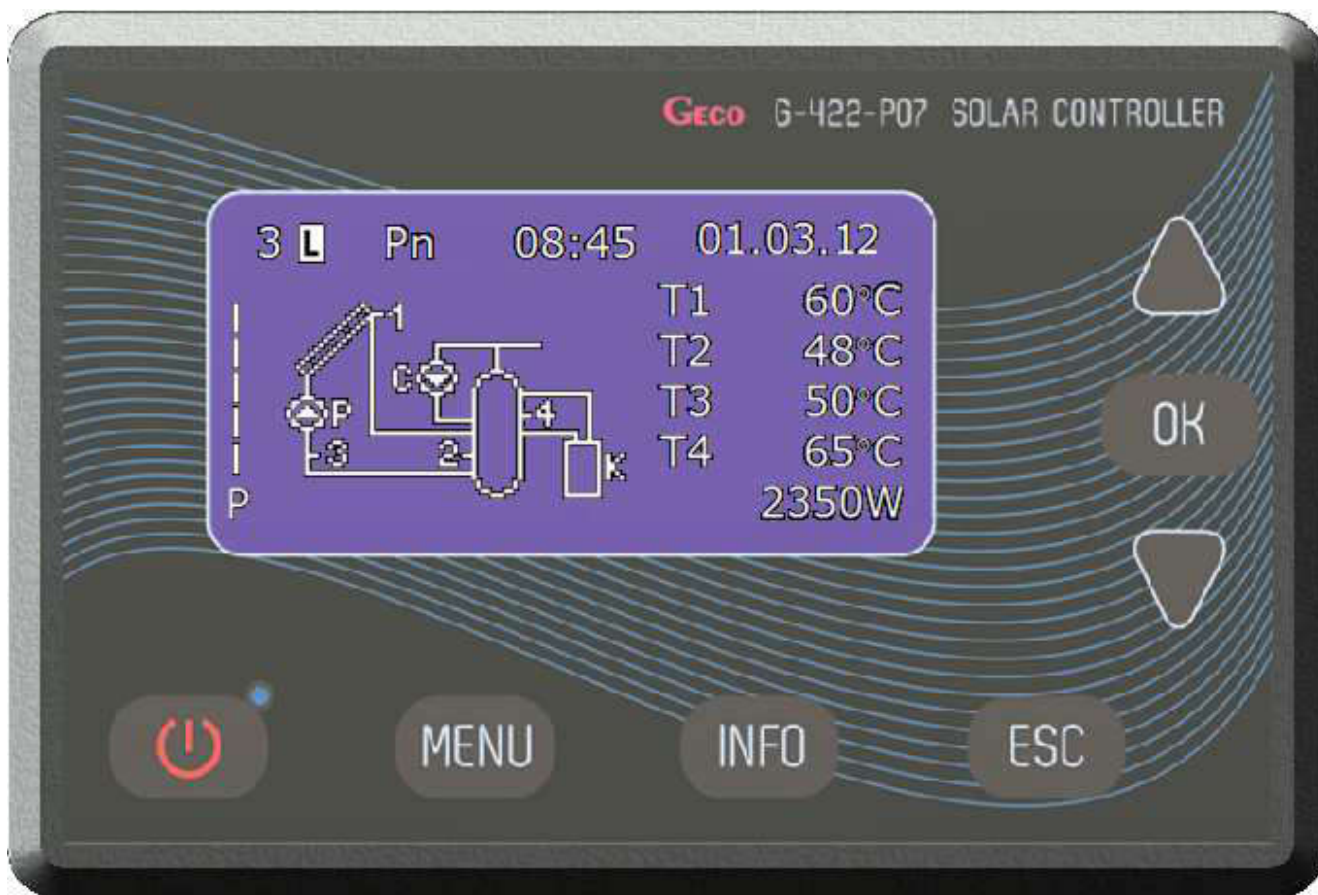 GECO G-422-P07 SOLAR CONTROLLER
3 L Pn 08:45 01.03.12
T1 60°C
1
T2 48°C
C
T3 50°C
P 4
T4 65°C
3 2 K
P 2350W
OK
MENU INFO ESC